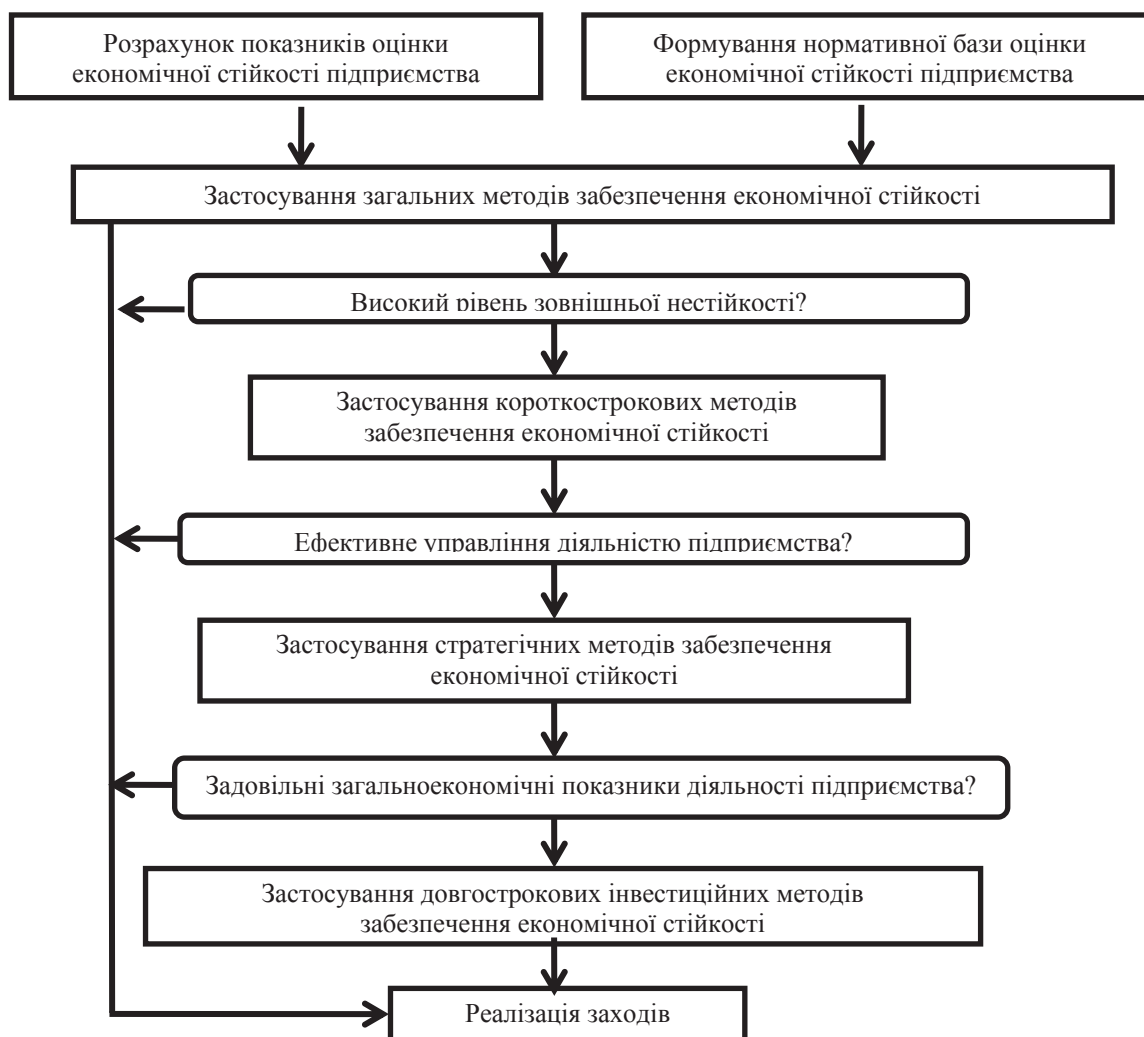 Розрахунок показників оцінки
економічної стійкості підприємства
Формування нормативної бази оцінки
економічної стійкості підприємства
Застосування загальних методів забезпечення економічної стійкості
Високий рівень зовнішньої нестійкості?
Застосування короткострокових методів
забезпечення економічної стійкості
Ефективне управління діяльністю підприємства?
Застосування стратегічних методів забезпечення
економічної стійкості
Задовільні загальноекономічні показники діяльності підприємства?
Застосування довгострокових інвестиційних методів
забезпечення економічної стійкості
Реалізація заходів